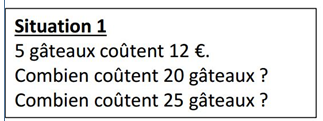 Situation 1
5 gâteaux coûtent 12 €.
Combien coûtent 20 gâteaux ?
Combien coûtent 25 gâteaux ?